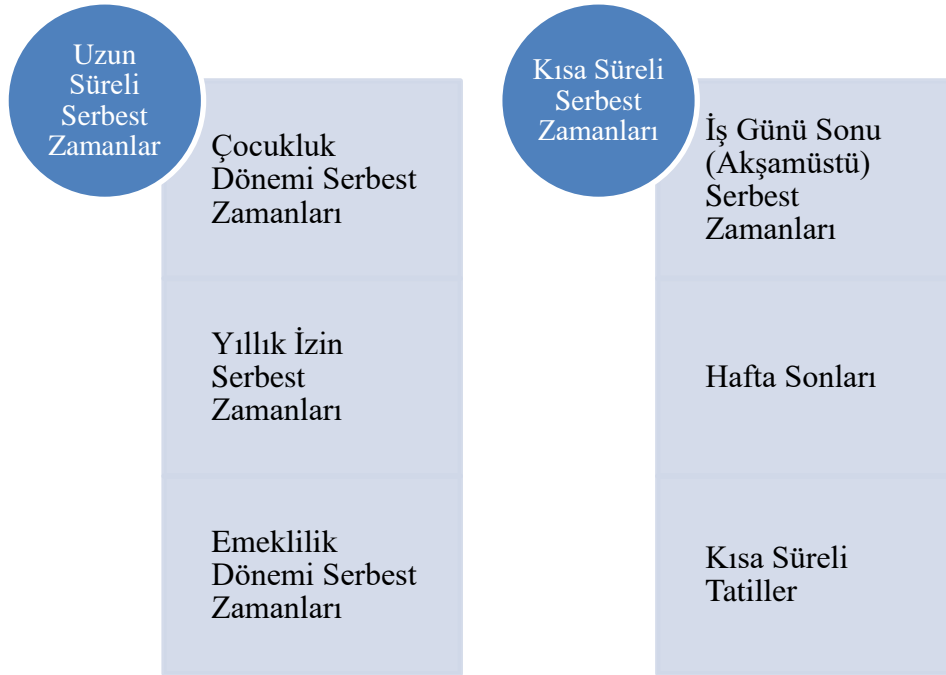 Uzun
Süreli
Serbest
Zamanlar
Çocukluk
Dönemi Serbest
Zamanları
Yıllık İzin
Serbest
Zamanları
Emeklilik
Dönemi Serbest
Zamanları
Kısa Süreli
Serbest
Zamanları
İş Günü Sonu
(Akşamüstü)
Serbest
Zamanları
Hafta Sonları
Kısa Süreli
Tatiller